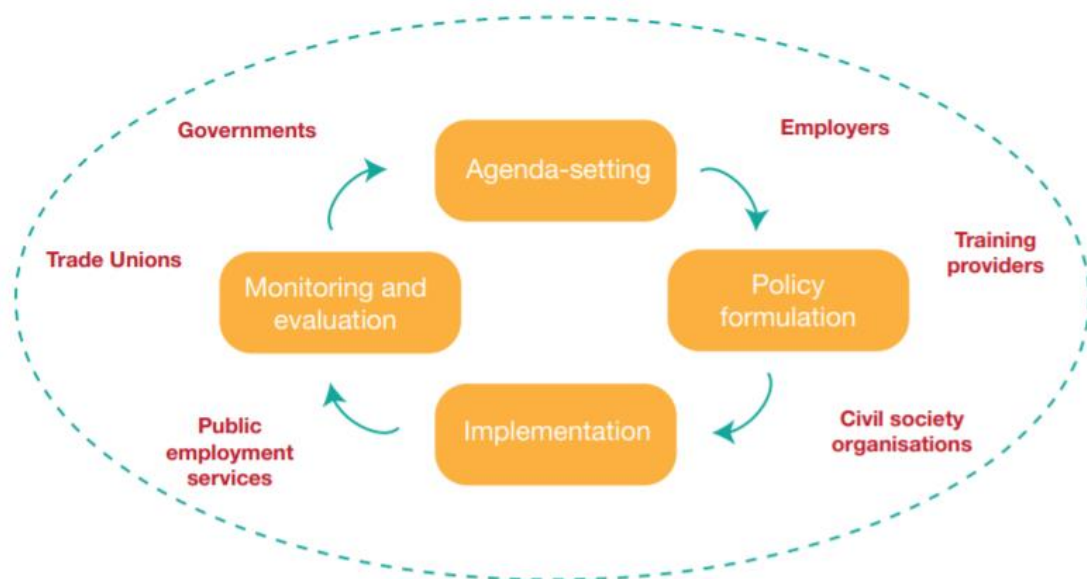 Governments
Employers
Agenda-setting
Trade Unions
Training
providers
Monitoring and
evaluation
Policy
formulation
Implementation
Public
employment
services
Civil society
organisations